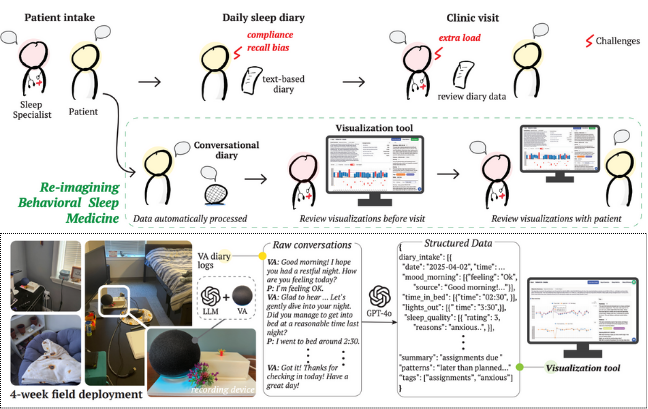 Patient intake
Daily sleep diary
Clinic visit
compliance
recall bias
extra load
Challenges
text-based
diary
review diary data
Sleep
Specialist
Patient
Re-imagining
Behavioral Sleep
Medicine
Conversational
diary
Visualization tool
Data automatically processed
Review visualizations before visit
Review visualizations with patient
VA diary
logs
LLM
+
VA
recording device
4-week field deployment
Raw conversations
VA: Good morning! I hope
you had a restful night. How
are you feeling today?
P: I'm feeling OK.
VA: Glad to hear ... Let's
gently dive into your night.
Did you manage to get into
bed at a reasonable time last
night?
P: I went to bed around 2:30.
VA: Got it! Thanks for
checking in today! Have a
great day!
GPT-4o
Structured Data
{
diary_intake": [{
"date": "2025-04-02", "time": ...
"mood_morning": [{"feeling": "Ok",
"source": "Good morning!..."}],
"time_in_bed": [{"time": "02:30", }],
"lights_out": [{" "time": "3:30",}],
"sleep_quality": [{ "rating": 3,
"reasons": "anxious..", }],
"summary": "assignments due "
"patterns": "later than planned..."
"tags": ["assignments", "anxious"]
}
Visualization tool